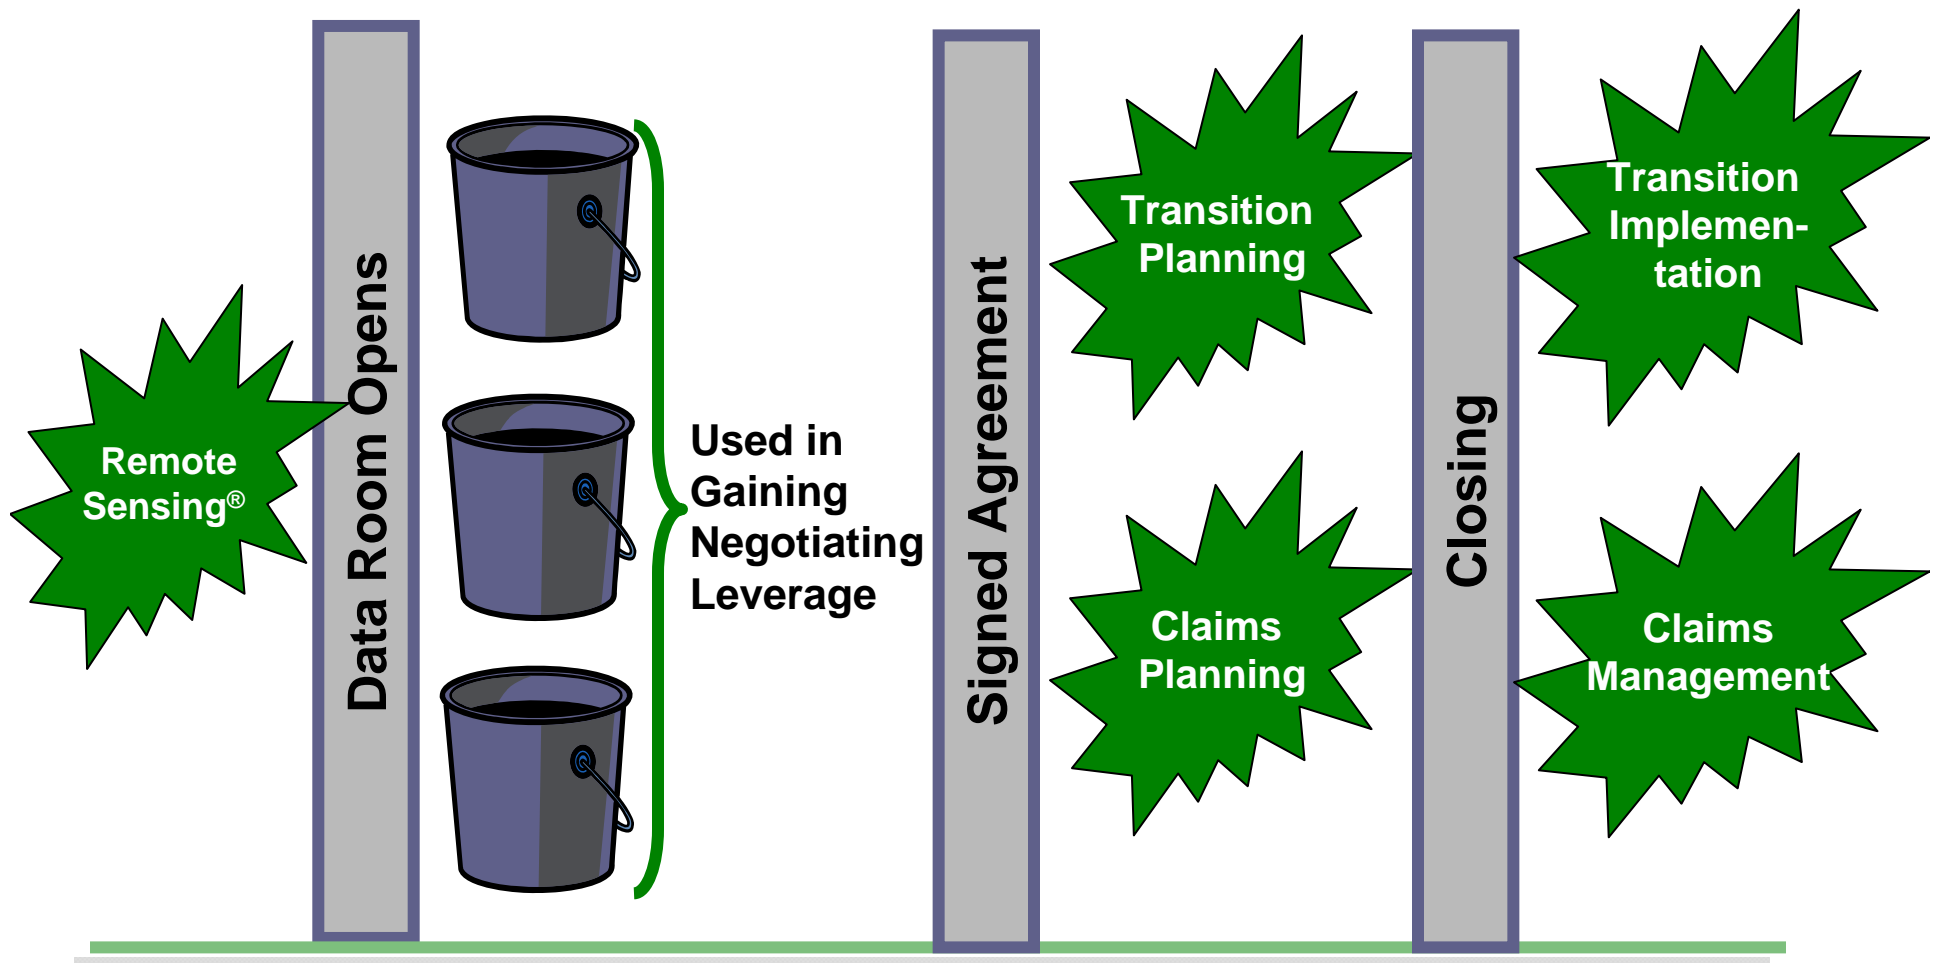 Remote
Sensing®
Data Room Opens
Used in
Gaining
Negotiating
Leverage
Signed Agreement
Transition
Planning
Claims
Planning
Closing
Transition
Implemen-
tation
Claims
Management